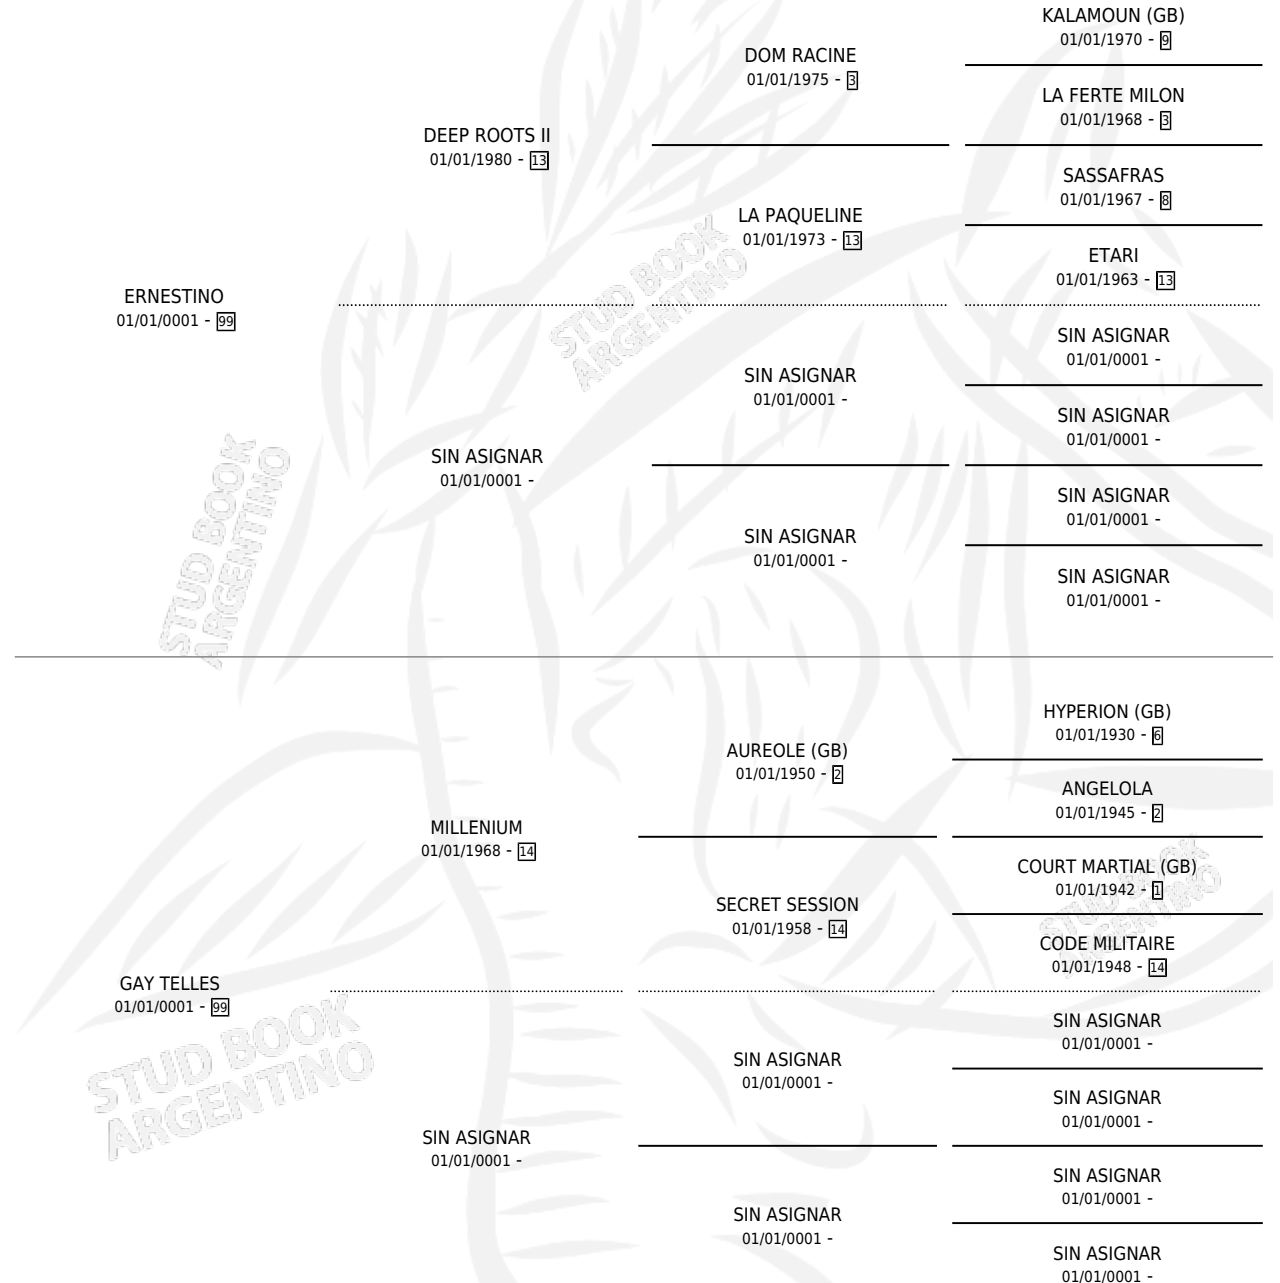 KALAMOUN (GB)
01/01/1970 - 9
DOM RACINE
01/01/1975 - 3
LA FERTE MILON
01/01/1968 - 3
DEEP ROOTS II
01/01/1980 - 13
SASSAFRAS
01/01/1967 - 8
LA PAQUELINE
01/01/1973 - 13
ETARI
01/01/1963 - 13
ERNESTINO
01/01/0001 - 99
SIN ASIGNAR
01/01/0001 -
SIN ASIGNAR
01/01/0001 -
SIN ASIGNAR
01/01/0001 -
SIN ASIGNAR
01/01/0001 -
SIN ASIGNAR
01/01/0001 -
SIN ASIGNAR
01/01/0001 -
SIN ASIGNAR
01/01/0001 -
STUD BOOK
ARGENTINO
STUD BOOK
ARGENTINO
HYPERION (GB)
01/01/1930 - 6
AUREOLE (GB)
01/01/1950 - 2
ANGELOLA
01/01/1945 - 2
MILLENIUM
01/01/1968 - 14
COURT MARTIAL (GB)
01/01/1942 - 1
SECRET SESSION
01/01/1958 - 14
CODE MILITAIRE
01/01/1948 - 14
STUD BOOK
ARGENTINO
GAY TELLES
01/01/0001 - 99
SIN ASIGNAR
01/01/0001 -
SIN ASIGNAR
01/01/0001 -
SIN ASIGNAR
01/01/0001 -
SIN ASIGNAR
01/01/0001 -
SIN ASIGNAR
01/01/0001 -
SIN ASIGNAR
01/01/0001 -
SIN ASIGNAR
01/01/0001 -
STUD BOOK
ARGENTINO